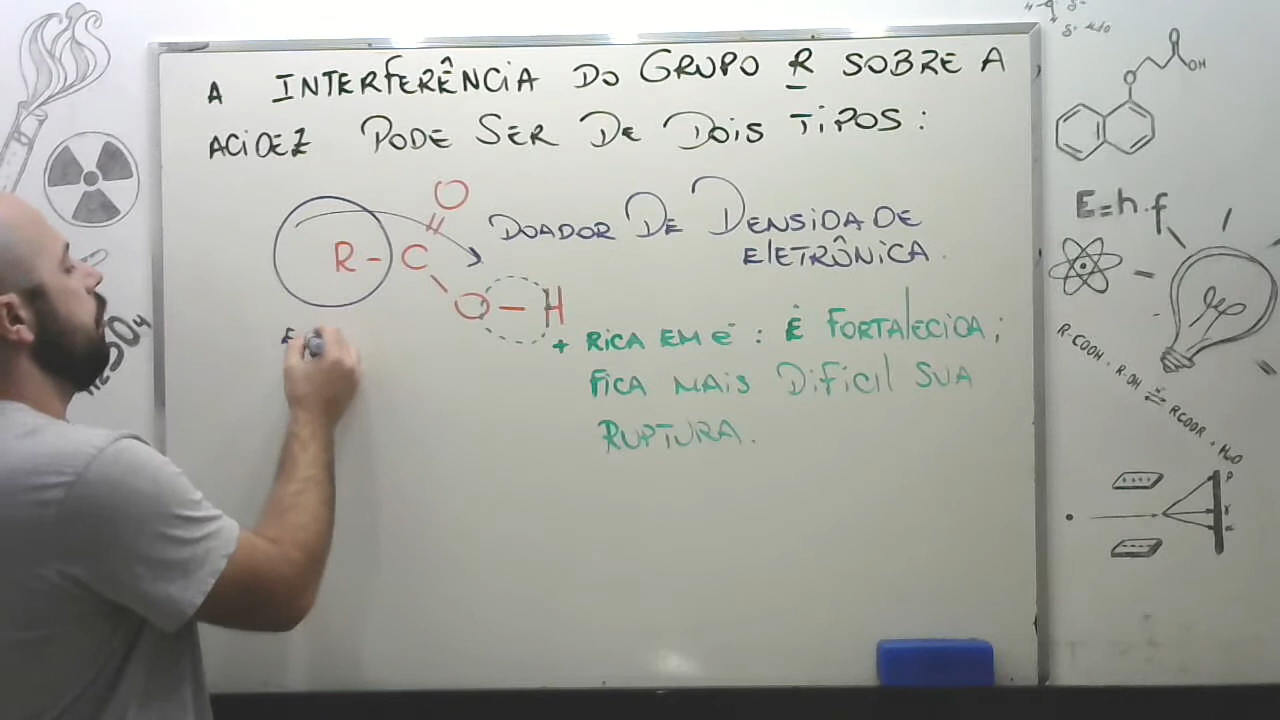 A INTERFERÊNCIA DO GRUPO R SOBRE A
ACIDEZ PODE SER DE DOIS TIPOS:
O
R - C
O - H
DOADOR DE DENSIDADE
ELETRÔNICA.
+ RICA EM é : É FORTALECIDA;
FICA MAIS DIFÍCIL SUA
RUPTURA.
OH
O
E=h.f
R-COOH + R-OH ⇌ RCOOR + H2O
β
γ
α